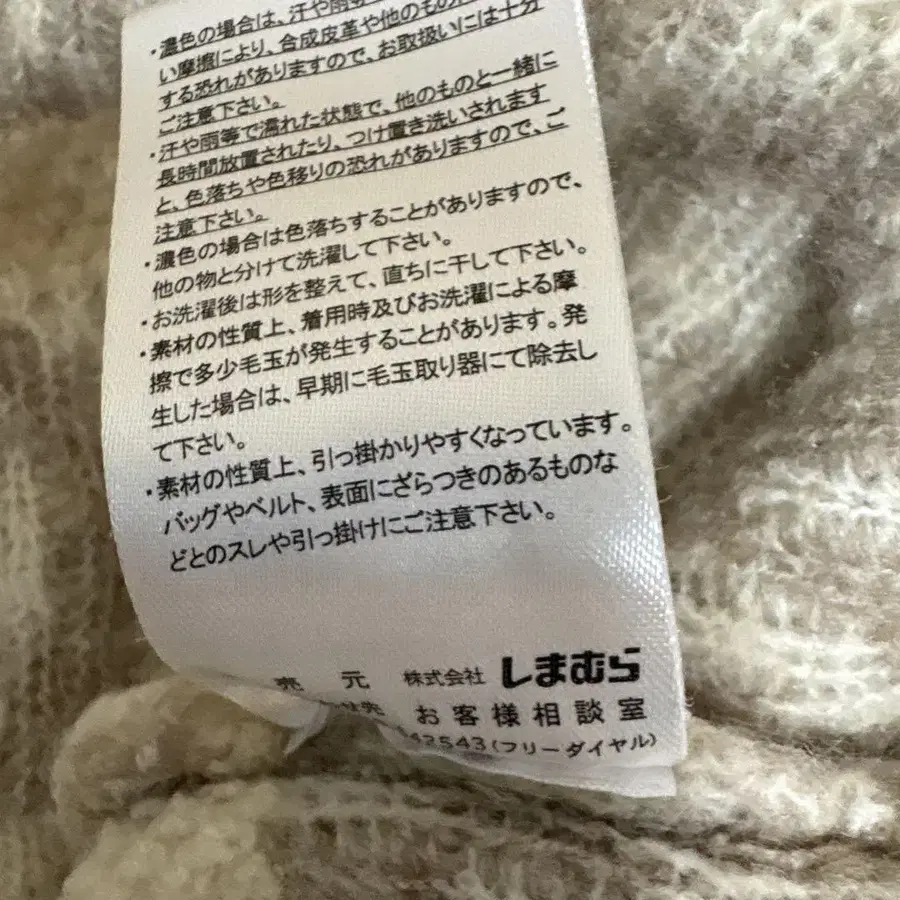 ・濃色の場合は、汗や雨等
い摩擦により、合成皮革や他のもの
する恐れがありますので、お取扱いには十分
ご注意下さい。
・汗や雨等で濡れた状態で、他のものと一緒に
長時間放置されたり、つけ置き洗いされます
と、色落ちや色移りの恐れがありますので、ご
注意下さい。
・濃色の場合は色落ちすることがありますので、
他の物と分けて洗濯して下さい。
・お洗濯後は形を整えて、直ちに干して下さい。
・素材の性質上、着用時及びお洗濯による摩
擦で多少毛玉が発生することがあります。発
生した場合は、早期に毛玉取り器にて除去し
て下さい。
・素材の性質上、引っ掛かりやすくなっています。
バッグやベルト、表面にざらつきのあるものな
どとのスレや引っ掛けにご注意下さい。
売元 株式会社 しまむら
せ先 お客様相談室
42543(フリーダイヤル)